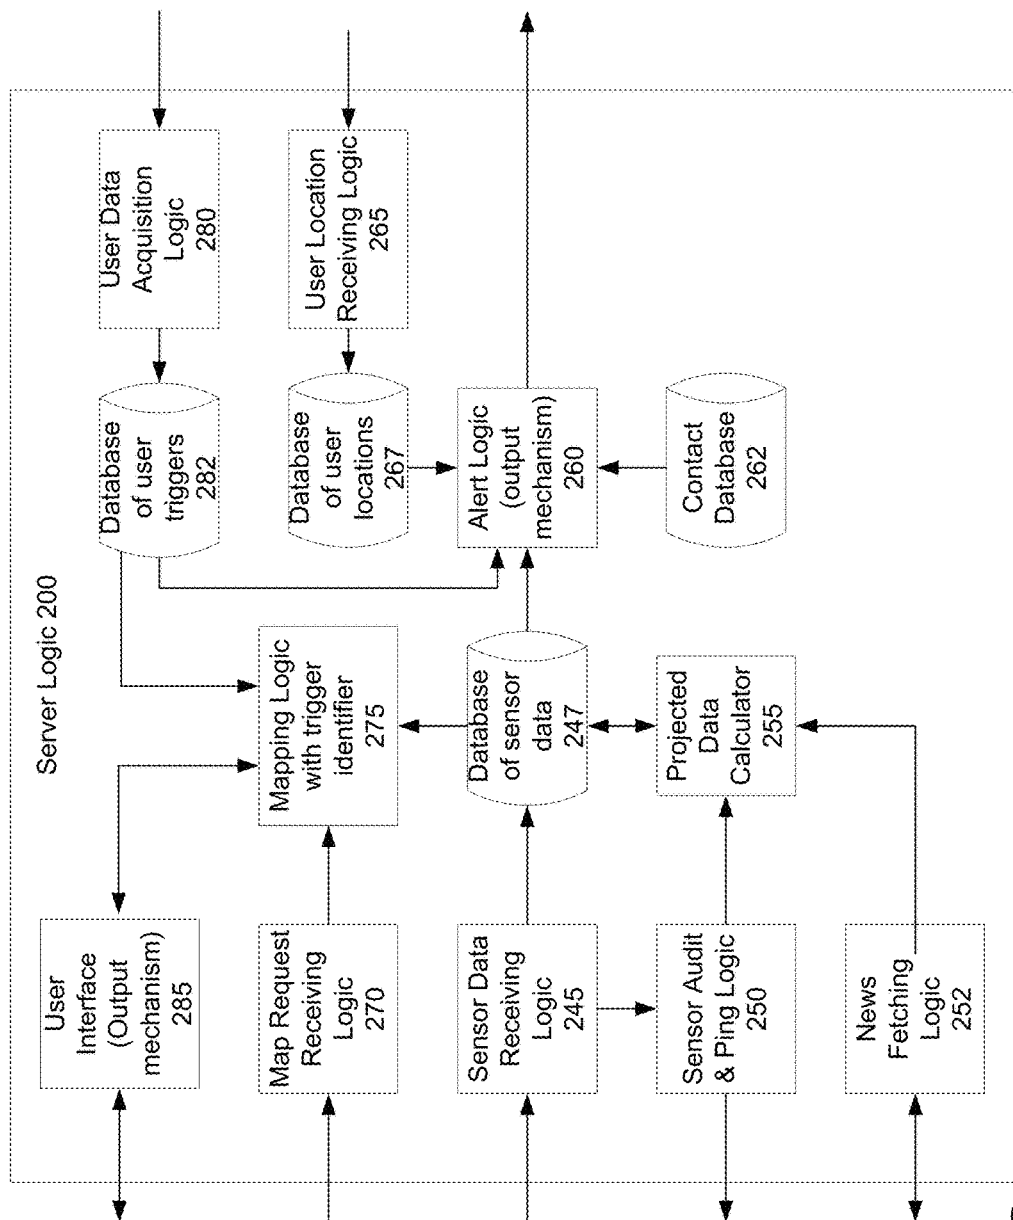 Server Logic 200
User
Interface (Output
mechanism)
285
Map Request
Receiving
Logic
270
Sensor Data
Receiving
Logic
245
Sensor Audit
& Ping Logic
250
News
Fetching
Logic
252
Mapping Logic
with trigger
identifier
275
Database
of sensor
data
247
Projected
Data
Calculator
255
Database
of user
triggers
282
Database
of user
locations
267
Alert Logic
(output
mechanism)
260
Contact
Database
262
User Data
Acquisition
Logic
280
User Location
Receiving Logic
265